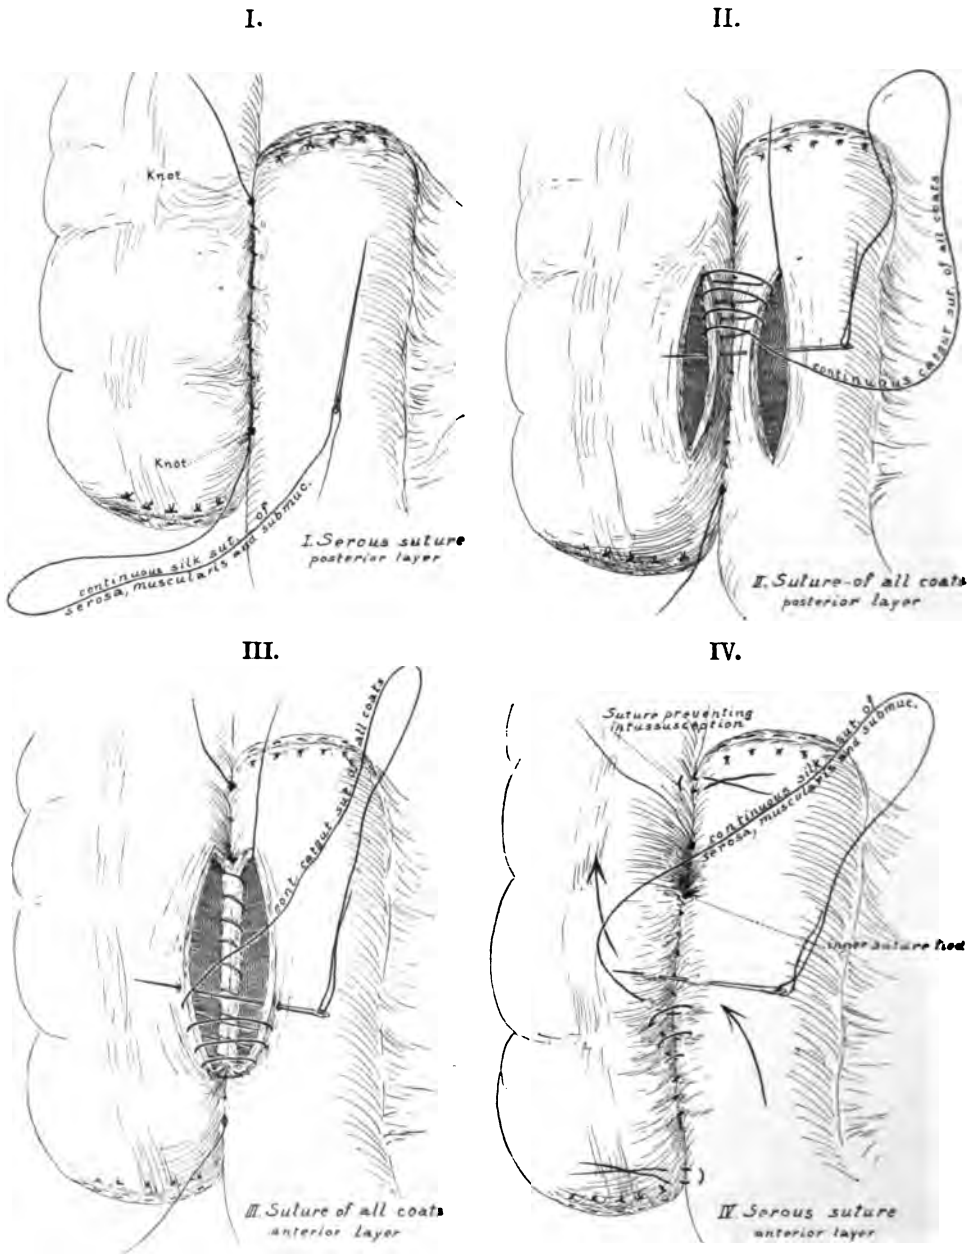 I.
II.
Knot
Knot
continuous silk sut. of
serosa, muscularis and submuc.
I. Serous suture
posterior layer
continuous catgut sut. of all coats
II. Suture-of all coats
posterior layer
III.
IV.
cont. catgut sut. of all coats
III. Suture of all coats
anterior layer
Suture preventing
intussusception
continuous silk sut. of
serosa, muscularis and submuc.
inner suture tied
IV. Serous suture
anterior layer